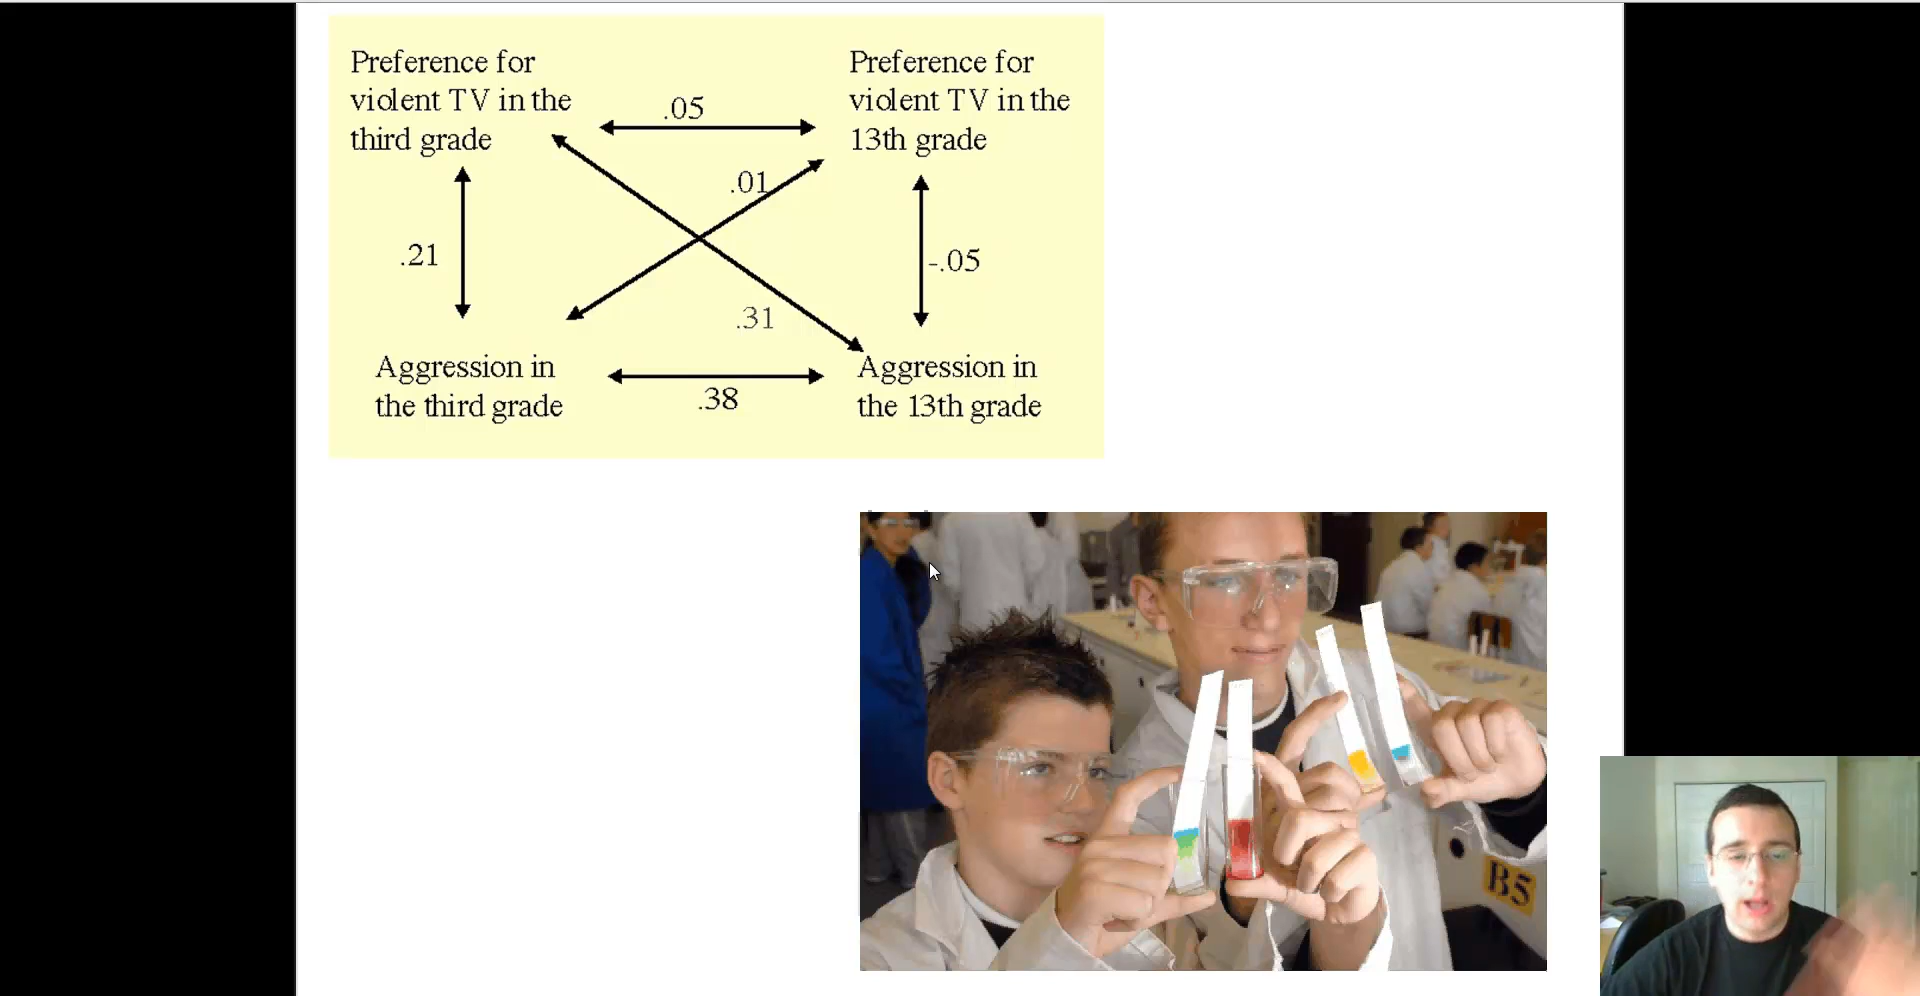 Preference for
violent TV in the
third grade
Preference for
violent TV in the
13th grade
.05
.01
.21
-.05
.31
Aggression in
the third grade
.38
Aggression in
the 13th grade
B5